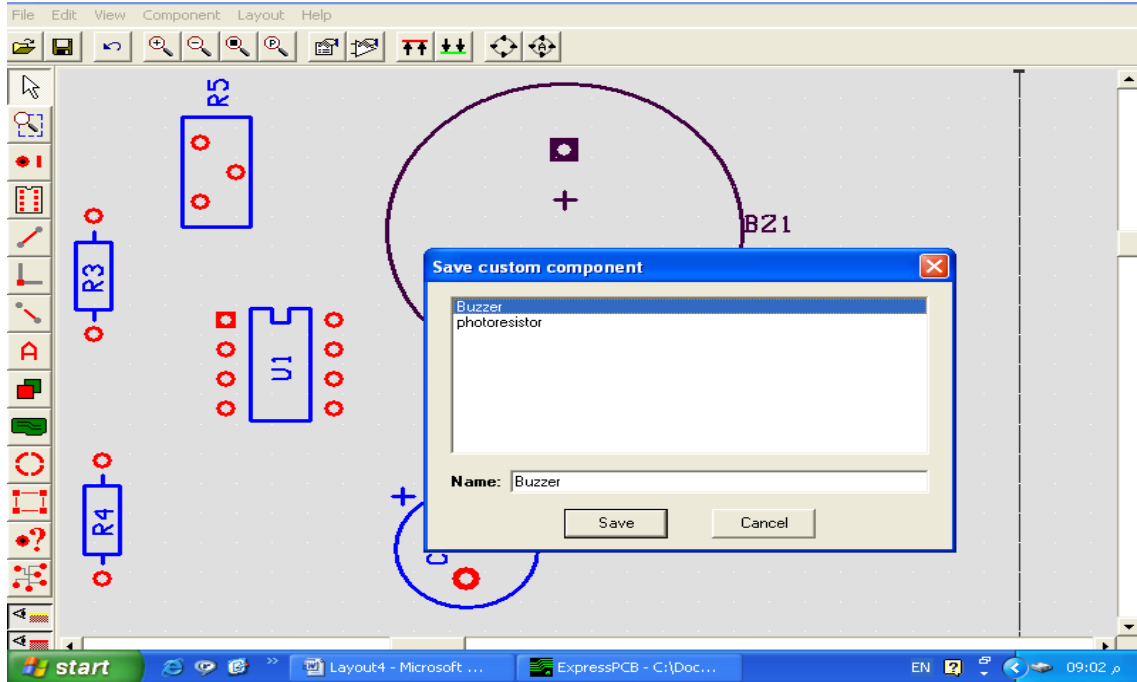 File Edit View Component Layout Help
R5
BZ1
R3
U1
R4
C
Save custom component
Buzzer
photoresistor
Name: Buzzer
Save Cancel
start
Layout4 - Microsoft ...
ExpressPCB - C:\Doc...
EN
09:02 م